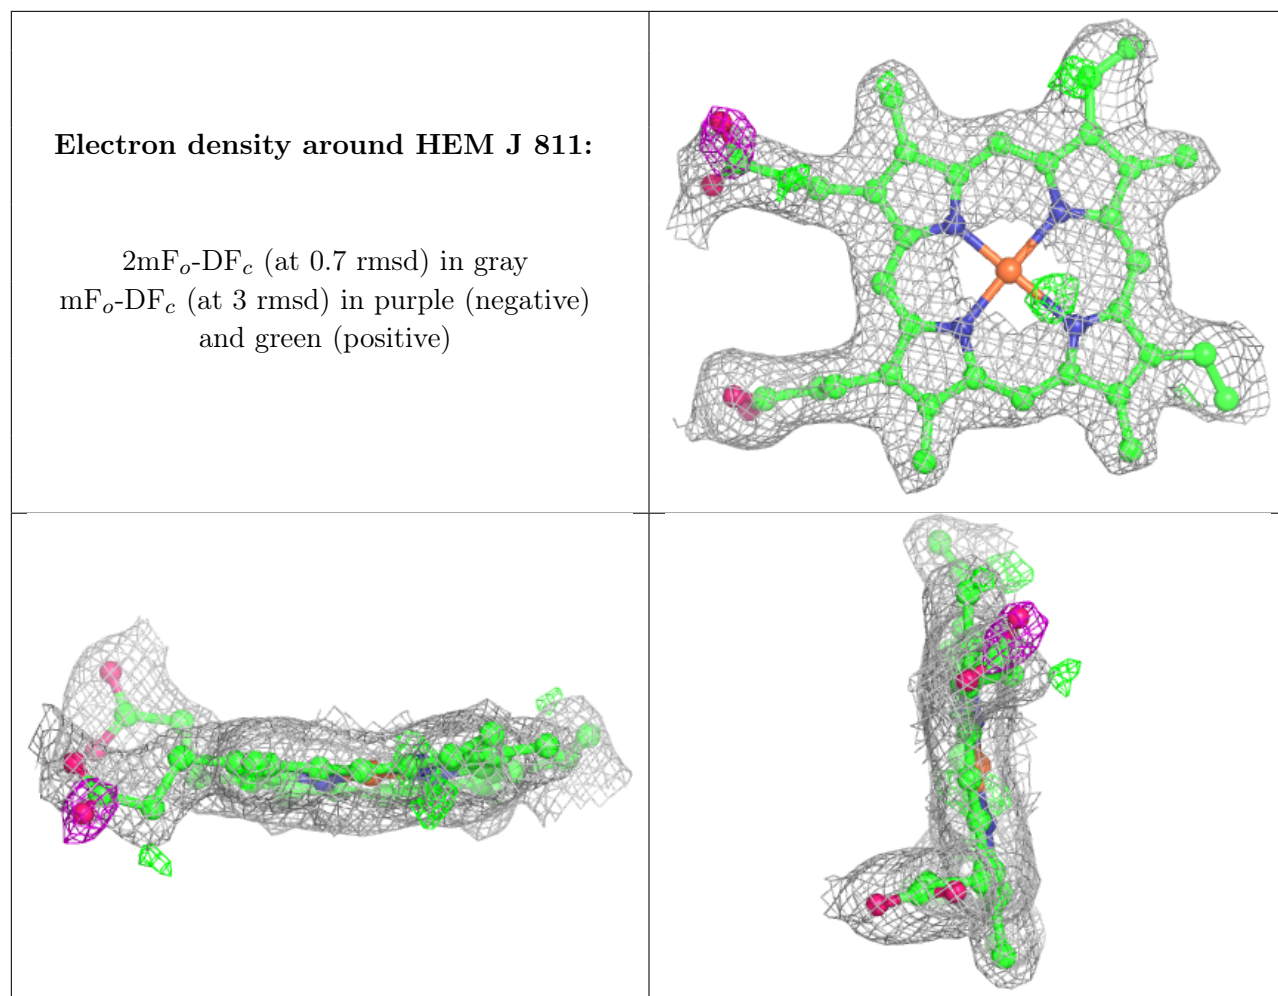 Electron density around HEM J 811:
2mFo-DFc (at 0.7 rmsd) in gray
mFo-DFc (at 3 rmsd) in purple (negative)
and green (positive)